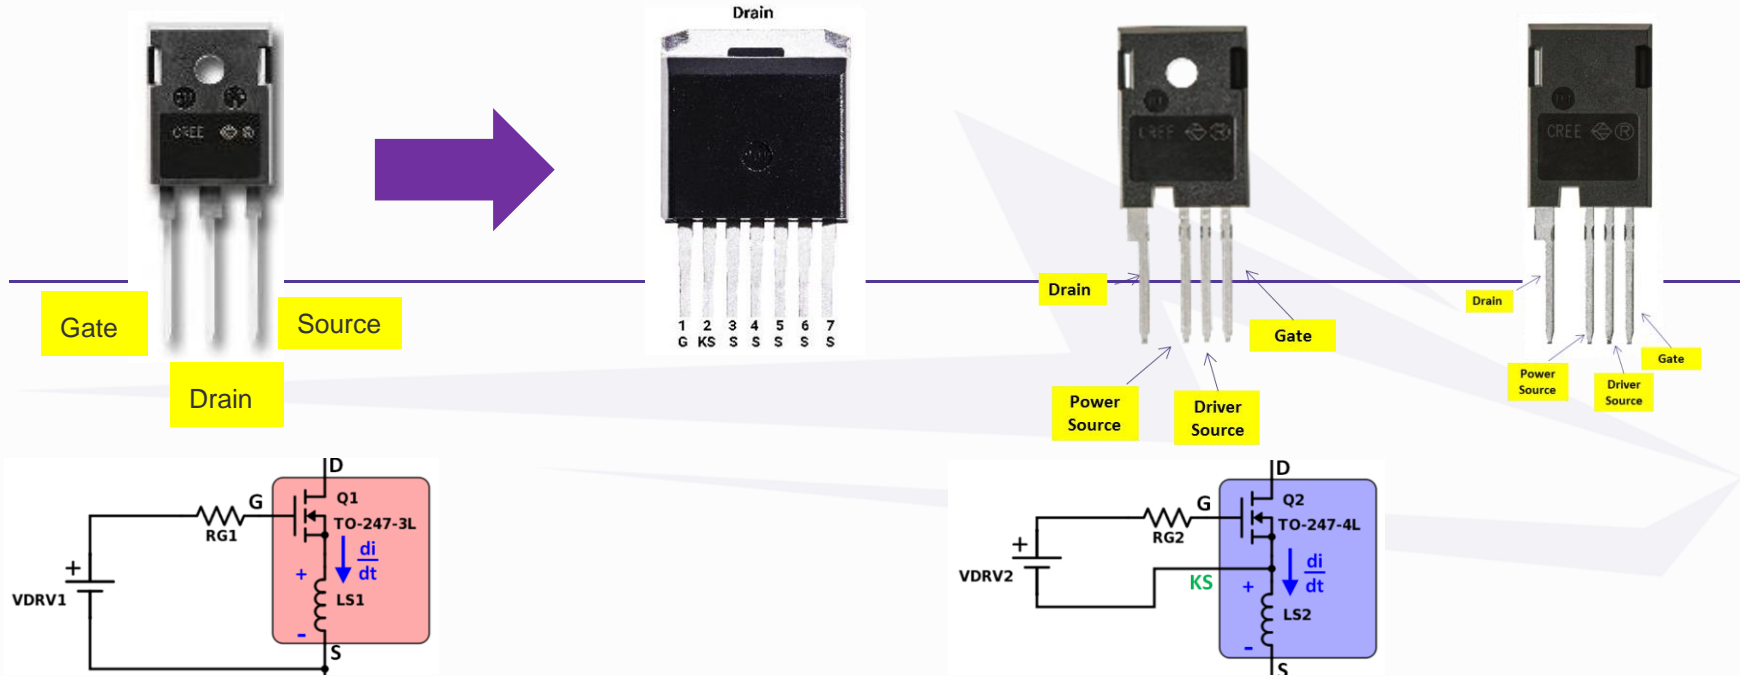 Drain
CREE
Gate
Source
Drain
1 2 3 4 5 6 7
G KS S S S S S
CREE ®
Drain
Gate
Power
Source
Driver
Source
CREE ®
Drain
Gate
Power
Source
Driver
Source
D
G
Q1
TO-247-3L
RG1
di
dt
+
+
VDRV1
LS1
-
S
D
G
Q2
TO-247-4L
RG2
+
di
dt
KS
+
VDRV2
LS2
-
S